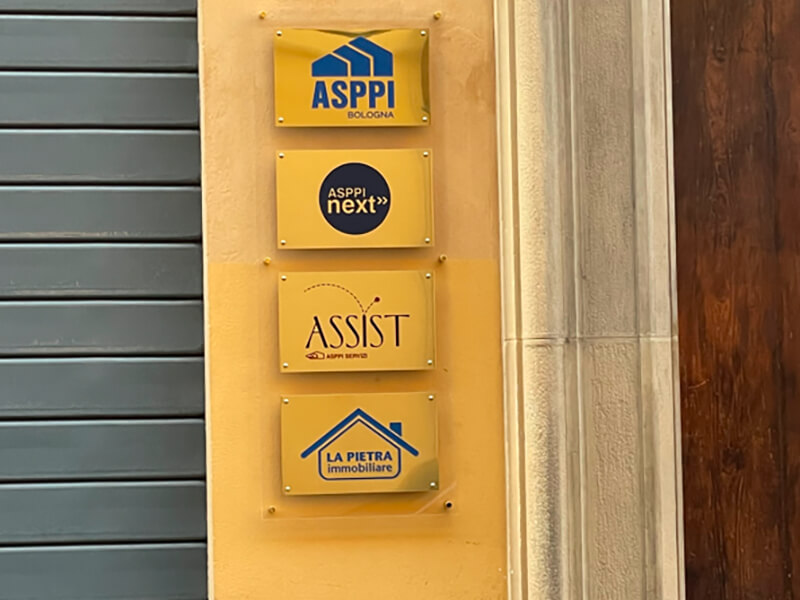 ASPPI
BOLOGNA
ASPPI
next»
ASSIST
ASPPI SERVIZI
LA PIETRA
immobiliare